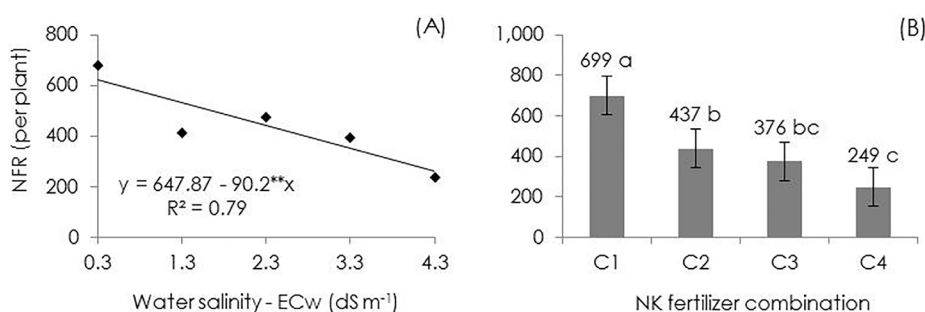 (A)
NFR (per plant)
800
600
400
200
0
y = 647.87 - 90.2**x
R² = 0.79
0.3 1.3 2.3 3.3 4.3
Water salinity - ECw (dS m⁻¹)
(B)
1,000
800
600
400
200
0
699 a
437 b
376 bc
249 c
C1 C2 C3 C4
NK fertilizer combination